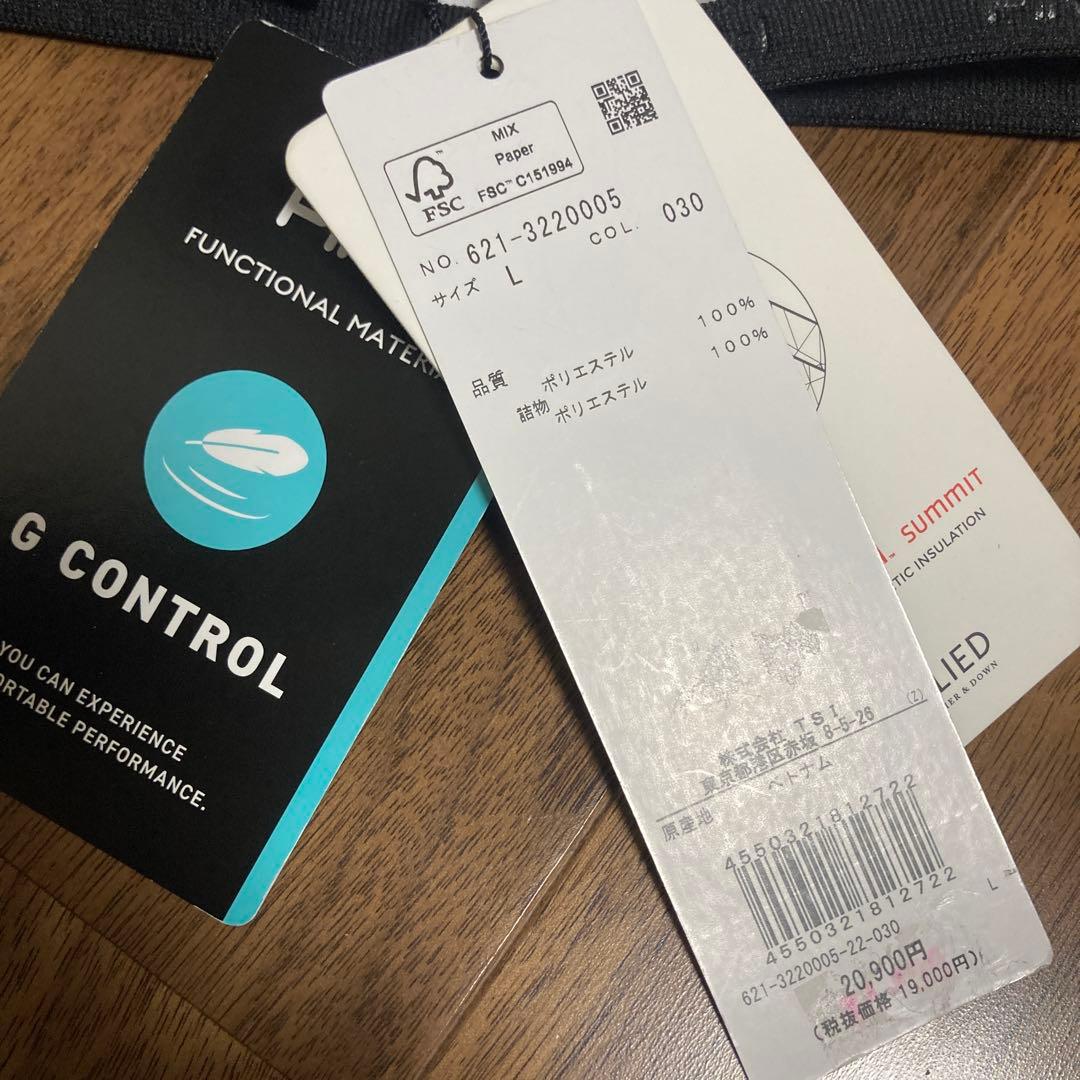 FUNCTIONAL
G CONTROL
YOU CAN EXPERIENCE
PERFORMANCE.
MIX
Paper
FSC™ C151994
FSC
NO. 621-3220005 COL. 030
サイズ L
品質 ポリエステル 100%
詰物 ポリエステル 100%
株式会社 TSI
東京都港区赤坂 8-5-26 (Z)
原産地 ベトナム
4550321812722
4550321812722
621-3220005-22-030 L
20,900円
(税抜価格 19,000円)
summit
INSULATION
& DOWN